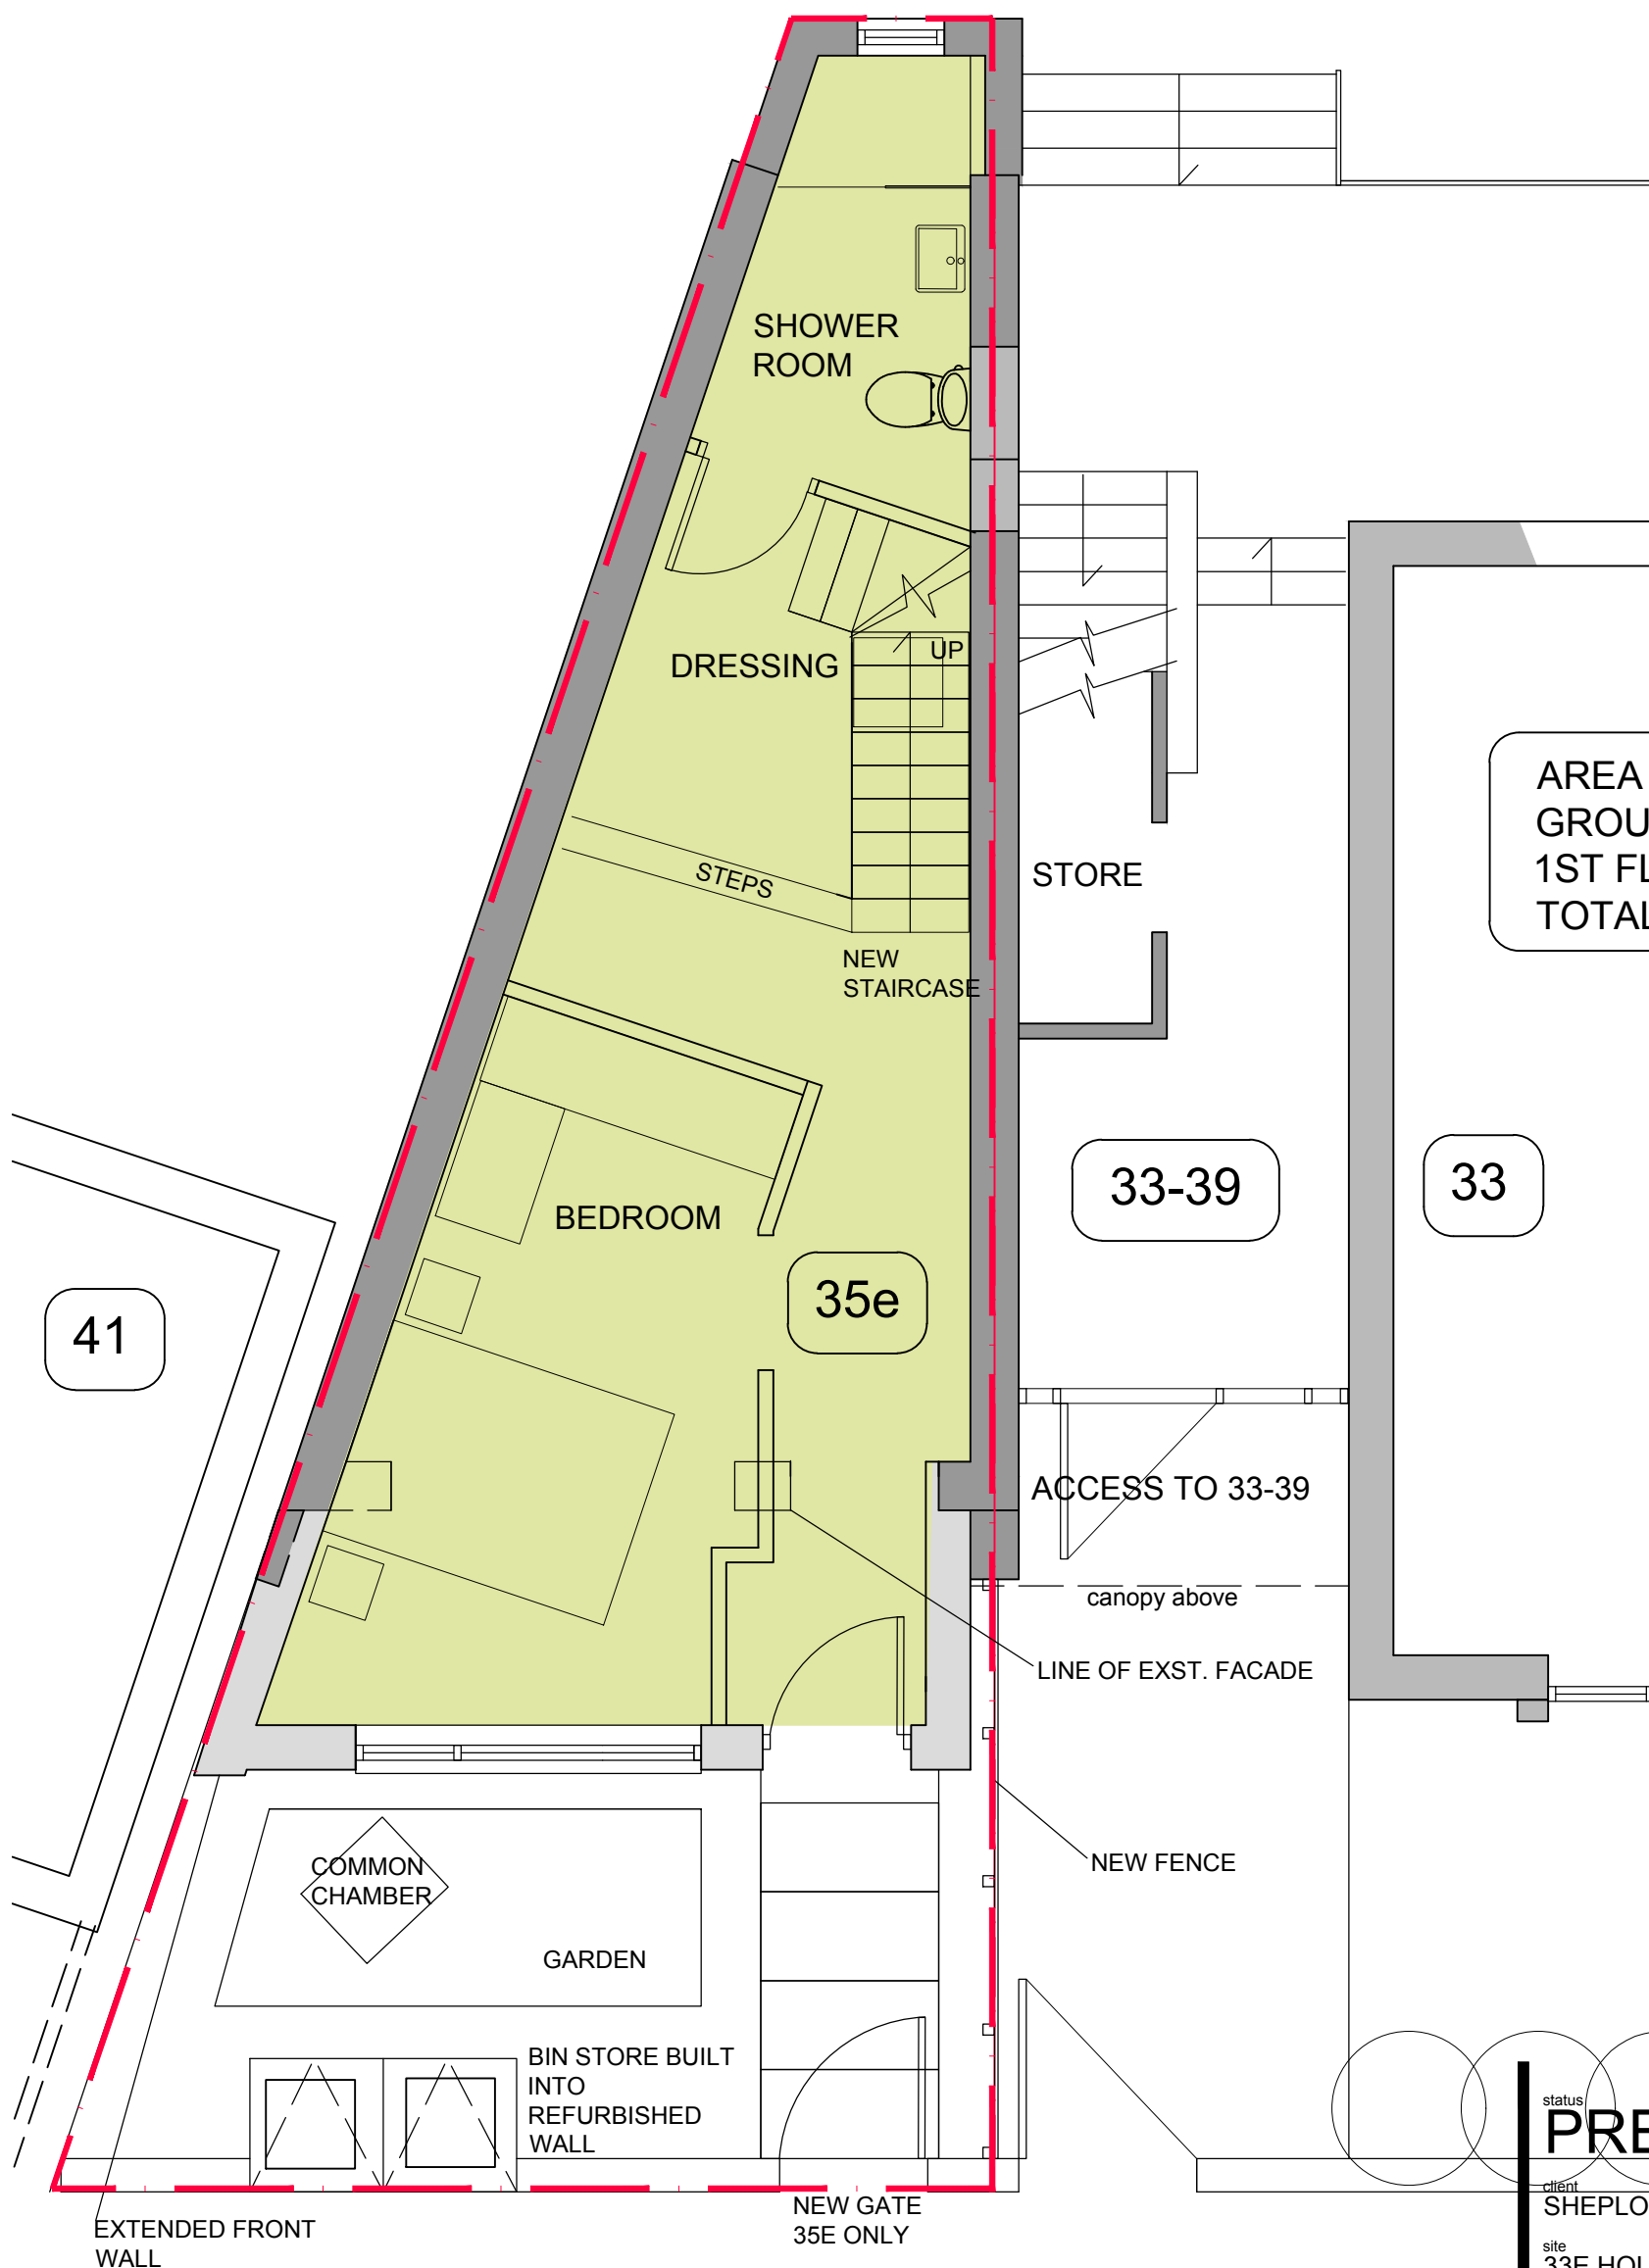 SHOWER
ROOM
DRESSING
UP
STEPS
NEW
STAIRCASE
STORE
AREA
1ST
33-39
33
BEDROOM
35e
41
ACCESS TO 33-39
canopy above
LINE OF EXST. FACADE
NEW FENCE
COMMON
CHAMBER
GARDEN
BIN STORE BUILT
INTO
REFURBISHED
WALL
NEW GATE
35E ONLY
EXTENDED FRONT
WALL
status
client
site
33E